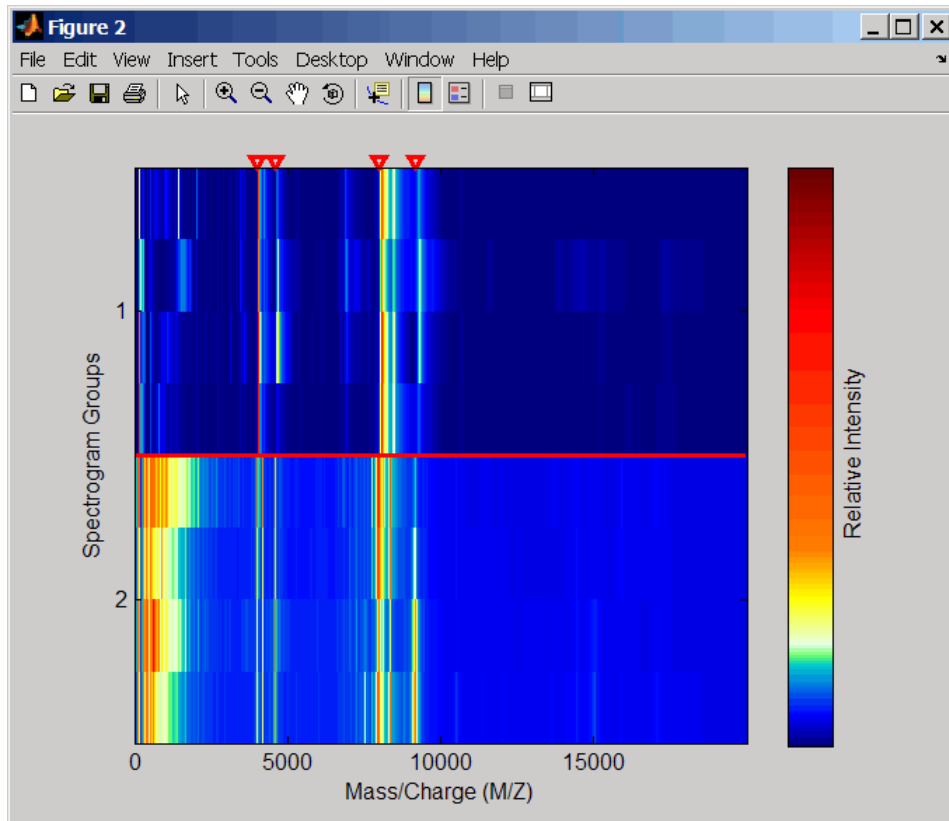 Figure 2
File Edit View Insert Tools Desktop Window Help
1
2
Spectrogram Groups
0 5000 10000 15000
Mass/Charge (M/Z)
Relative Intensity